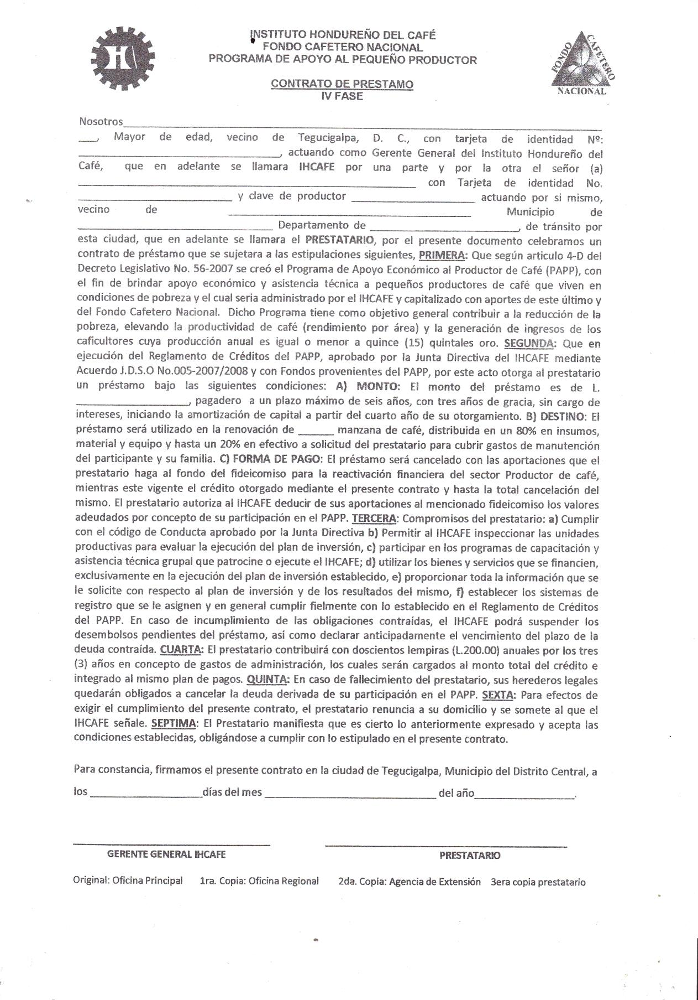 INSTITUTO HONDUREÑO DEL CAFÉ
FONDO CAFETERO NACIONAL
PROGRAMA DE APOYO AL PEQUEÑO PRODUCTOR
H
FONDO CAFETERO
NACIONAL
CONTRATO DE PRESTAMO
IV FASE
Nosotros____________________
___, Mayor de edad, vecino de Tegucigalpa, D. C., con tarjeta de identidad Nº:
____________________, actuando como Gerente General del Instituto Hondureño del
Café, que en adelante se llamara IHCAFE por una parte y por la otra el señor (a)
____________________ con Tarjeta de identidad No.
____________________ y clave de productor ____________________ actuando por si mismo,
vecino de ____________________ Municipio de
____________________ Departamento de ____________________, de tránsito por
esta ciudad, que en adelante se llamara el PRESTATARIO, por el presente documento celebramos un
contrato de préstamo que se sujetara a las estipulaciones siguientes, PRIMERA: Que según articulo 4-D del
Decreto Legislativo No. 56-2007 se creó el Programa de Apoyo Económico al Productor de Café (PAPP), con
el fin de brindar apoyo económico y asistencia técnica a pequeños productores de café que viven en
condiciones de pobreza y el cual seria administrado por el IHCAFE y capitalizado con aportes de este último y
del Fondo Cafetero Nacional. Dicho Programa tiene como objetivo general contribuir a la reducción de la
pobreza, elevando la productividad de café (rendimiento por área) y la generación de ingresos de los
caficultores cuya producción anual es igual o menor a quince (15) quintales oro. SEGUNDA: Que en
ejecución del Reglamento de Créditos del PAPP, aprobado por la Junta Directiva del IHCAFE mediante
Acuerdo J.D.S.O No.005-2007/2008 y con Fondos provenientes del PAPP, por este acto otorga al prestatario
un préstamo bajo las siguientes condiciones: A) MONTO: El monto del préstamo es de L.
____________________, pagadero a un plazo máximo de seis años, con tres años de gracia, sin cargo de
intereses, iniciando la amortización de capital a partir del cuarto año de su otorgamiento. B) DESTINO: El
préstamo será utilizado en la renovación de ______ manzana de café, distribuida en un 80% en insumos,
material y equipo y hasta un 20% en efectivo a solicitud del prestatario para cubrir gastos de manutención
del participante y su familia. C) FORMA DE PAGO: El préstamo será cancelado con las aportaciones que el
prestatario haga al fondo del fideicomiso para la reactivación financiera del sector Productor de café,
mientras este vigente el crédito otorgado mediante el presente contrato y hasta la total cancelación del
mismo. El prestatario autoriza al IHCAFE deducir de sus aportaciones al mencionado fideicomiso los valores
adeudados por concepto de su participación en el PAPP. TERCERA: Compromisos del prestatario: a) Cumplir
con el código de Conducta aprobado por la Junta Directiva b) Permitir al IHCAFE inspeccionar las unidades
productivas para evaluar la ejecución del plan de inversión, c) participar en los programas de capacitación y
asistencia técnica grupal que patrocine o ejecute el IHCAFE; d) utilizar los bienes y servicios que se financien,
exclusivamente en la ejecución del plan de inversión establecido, e) proporcionar toda la información que se
le solicite con respecto al plan de inversión y de los resultados del mismo, f) establecer los sistemas de
registro que se le asignen y en general cumplir fielmente con lo establecido en el Reglamento de Créditos
del PAPP. En caso de incumplimiento de las obligaciones contraídas, el IHCAFE podrá suspender los
desembolsos pendientes del préstamo, así como declarar anticipadamente el vencimiento del plazo de la
deuda contraída. CUARTA: El prestatario contribuirá con doscientos lempiras (L.200.00) anuales por los tres
(3) años en concepto de gastos de administración, los cuales serán cargados al monto total del crédito e
integrado al mismo plan de pagos. QUINTA: En caso de fallecimiento del prestatario, sus herederos legales
quedarán obligados a cancelar la deuda derivada de su participación en el PAPP. SEXTA: Para efectos de
exigir el cumplimiento del presente contrato, el prestatario renuncia a su domicilio y se somete al que el
IHCAFE señale. SEPTIMA: El Prestatario manifiesta que es cierto lo anteriormente expresado y acepta las
condiciones establecidas, obligándose a cumplir con lo estipulado en el presente contrato.
Para constancia, firmamos el presente contrato en la ciudad de Tegucigalpa, Municipio del Distrito Central, a
los ____________________días del mes ____________________ del año____________________.
GERENTE GENERAL IHCAFE PRESTATARIO
Original: Oficina Principal 1ra. Copia: Oficina Regional 2da. Copia: Agencia de Extensión 3era copia prestatario